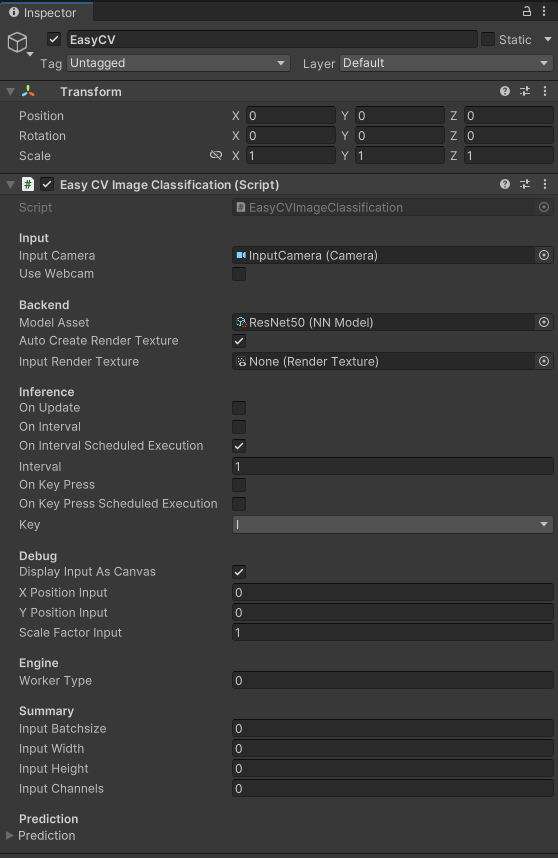 Inspector
EasyCV Static
Tag Untagged Layer Default
Transform
Position X 0 Y 0 Z 0
Rotation X 0 Y 0 Z 0
Scale X 1 Y 1 Z 1
# Easy CV Image Classification (Script)
Script # EasyCVImageClassification
Input
Input Camera InputCamera (Camera)
Use Webcam
Backend
Model Asset ResNet50 (NN Model)
Auto Create Render Texture
Input Render Texture None (Render Texture)
Inference
On Update
On Interval
On Interval Scheduled Execution
Interval 1
On Key Press
On Key Press Scheduled Execution
Key I
Debug
Display Input As Canvas
X Position Input 0
Y Position Input 0
Scale Factor Input 1
Engine
Worker Type 0
Summary
Input Batchsize 0
Input Width 0
Input Height 0
Input Channels 0
Prediction
Prediction